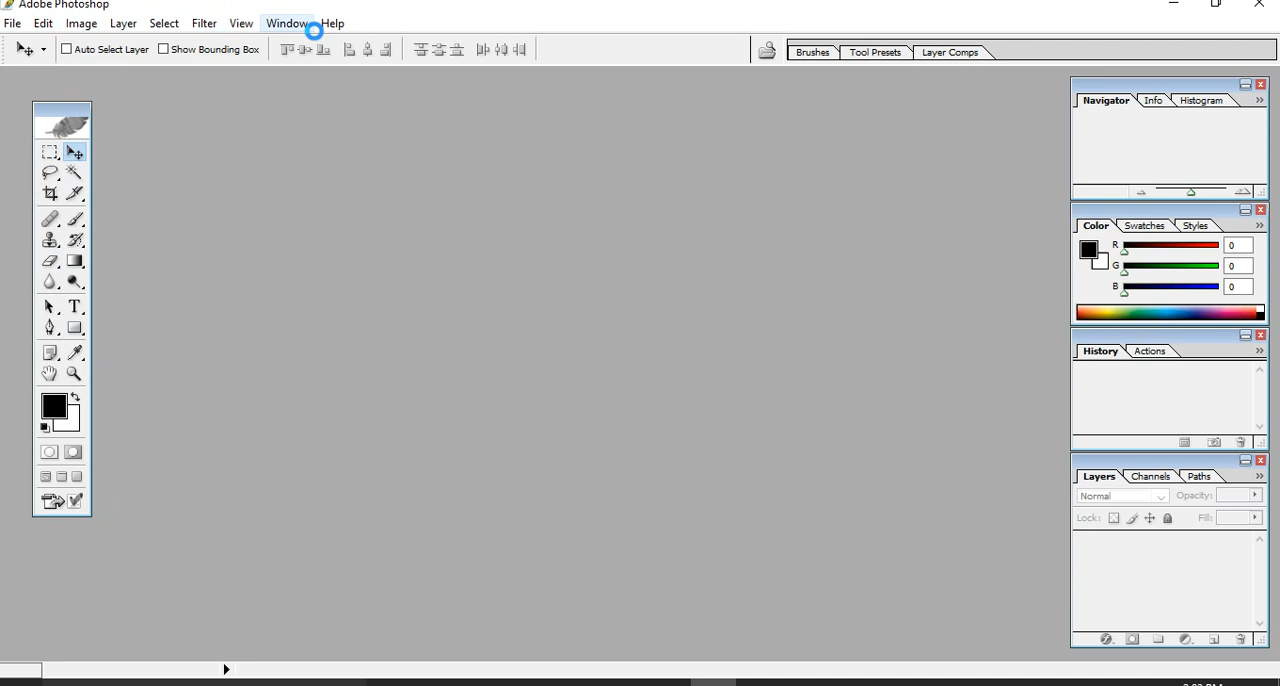 Adobe Photoshop
File Edit Image Layer Select Filter View Window Help
Auto Select Layer Show Bounding Box Brushes Tool Presets Layer Comps
Navigator Info Histogram
Color Swatches Styles
R 0
G 0
B 0
T
History Actions
Layers Channels Paths
Normal Opacity:
Lock: Fill: